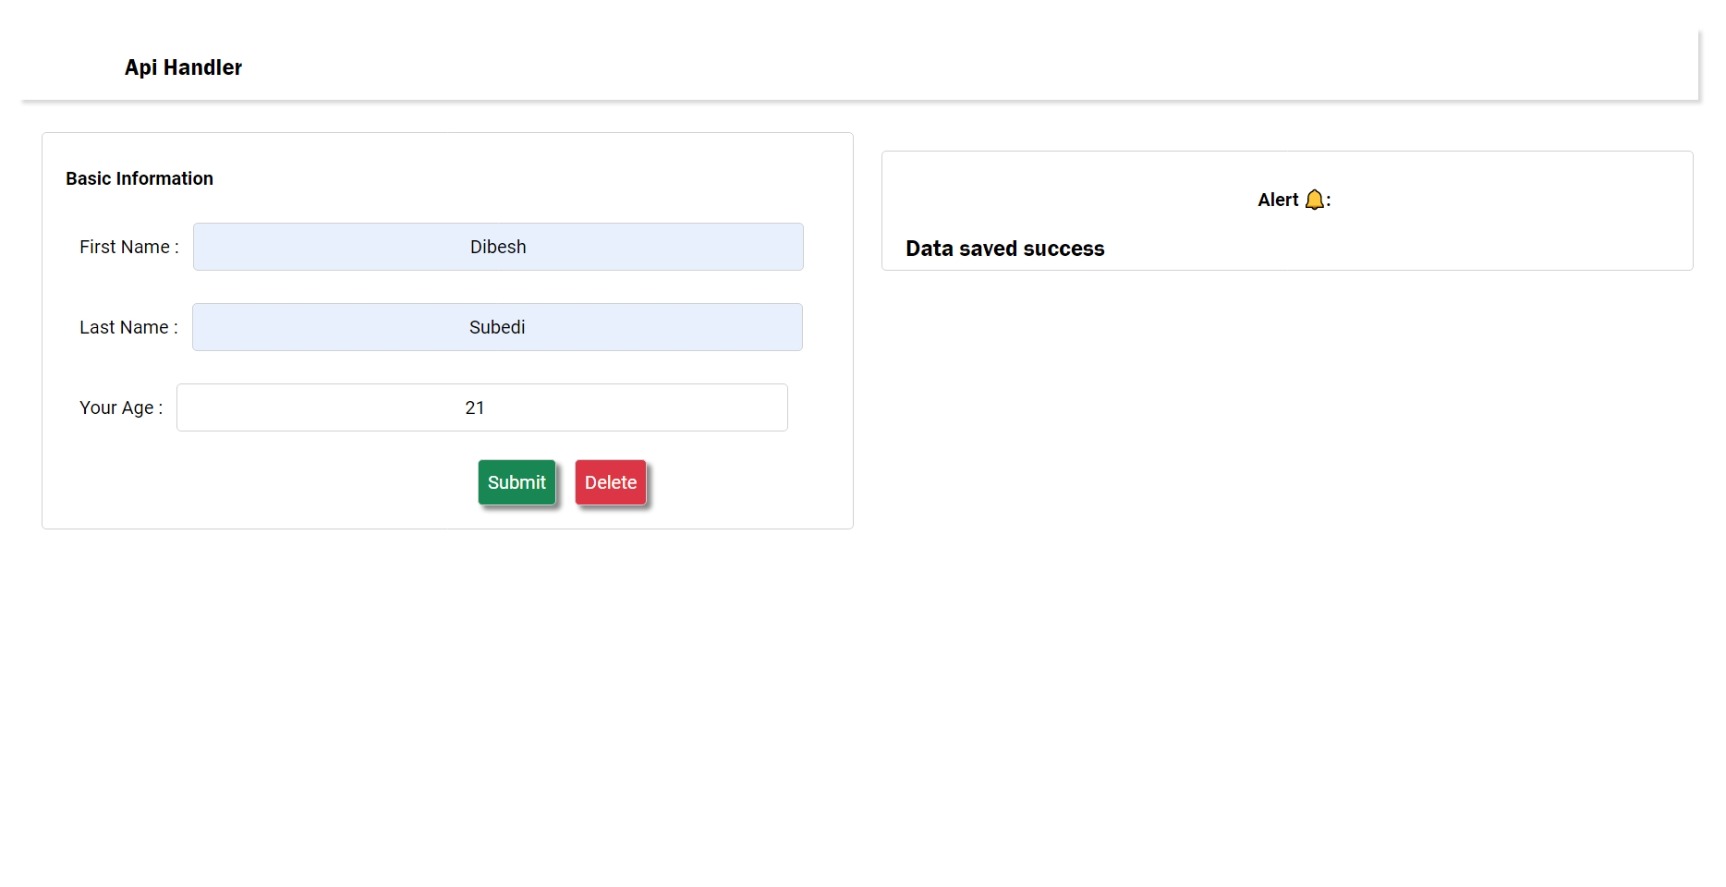 Api Handler
Basic Information
First Name : Dibesh
Last Name : Subedi
Your Age : 21
Submit Delete
Alert 🔔:
Data saved success